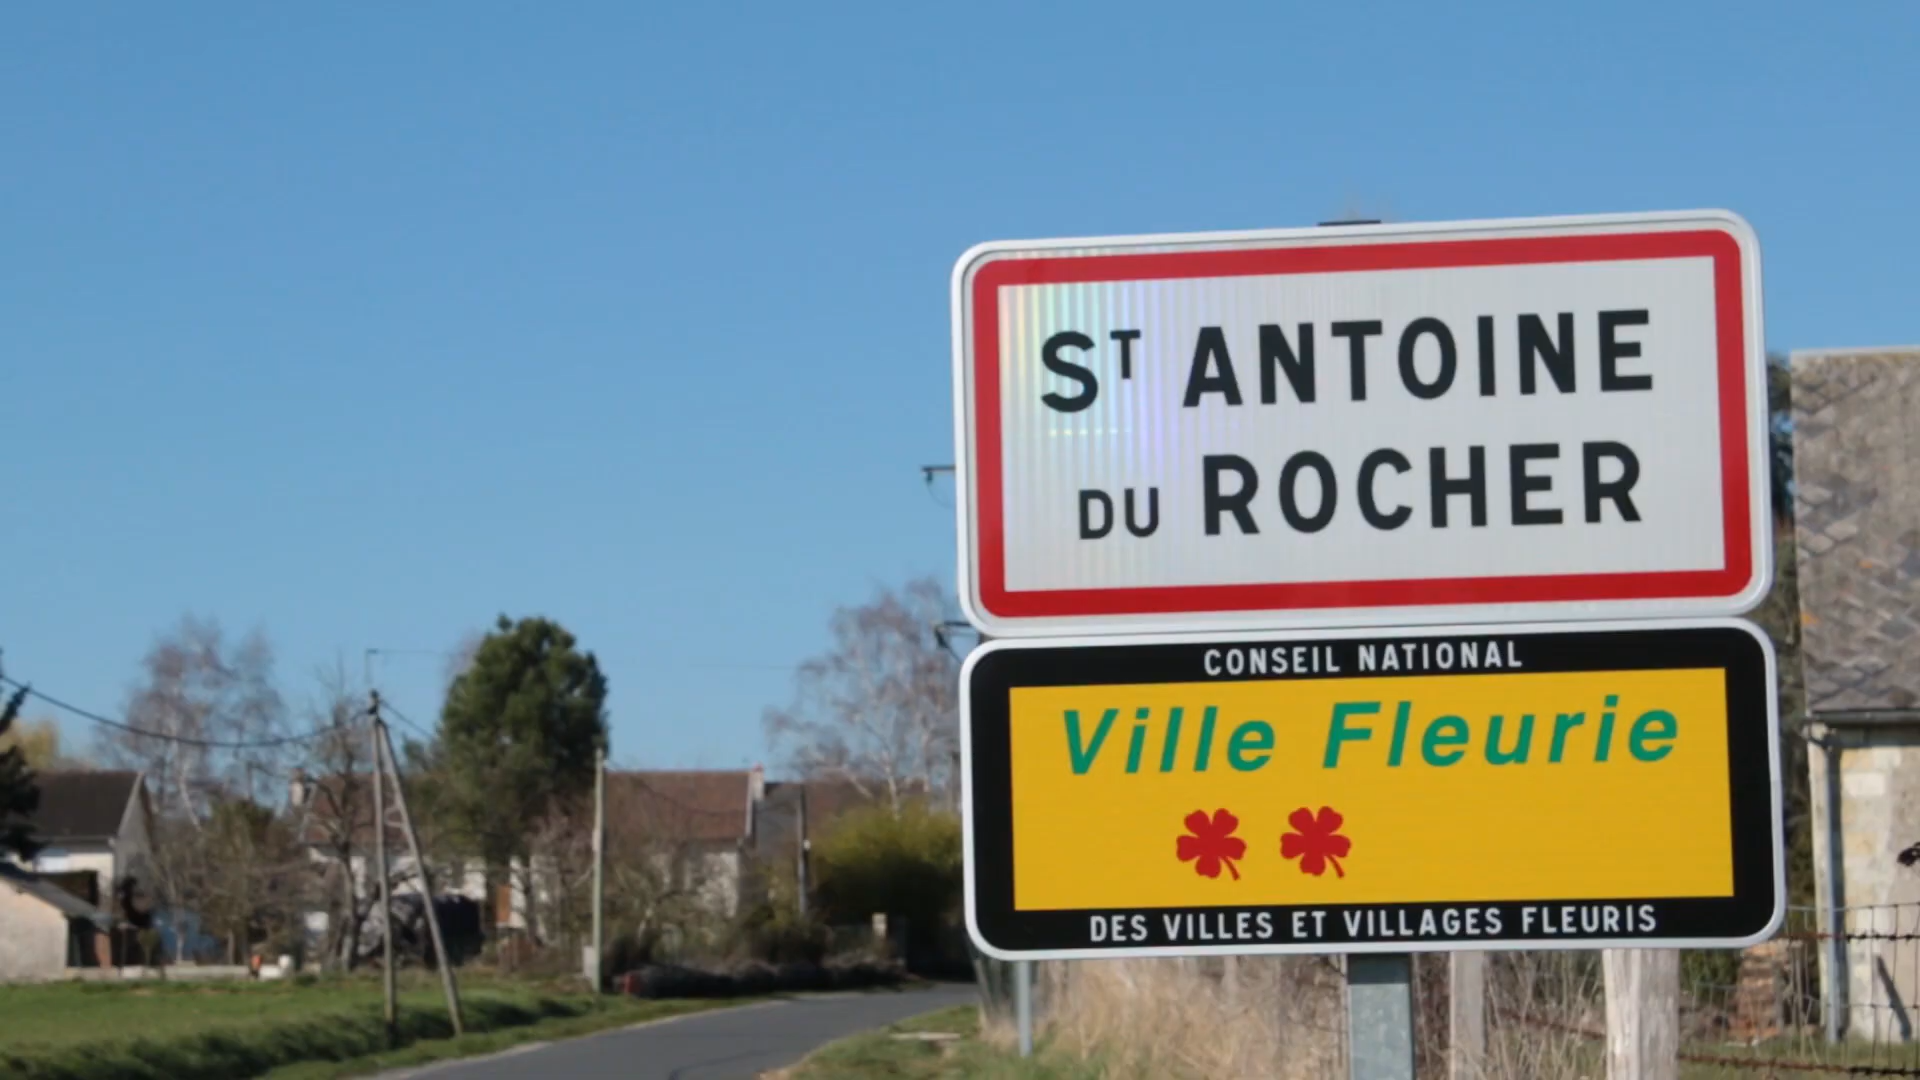 ST ANTOINE
DU ROCHER
CONSEIL NATIONAL
Ville Fleurie
DES VILLES ET VILLAGES FLEURIS